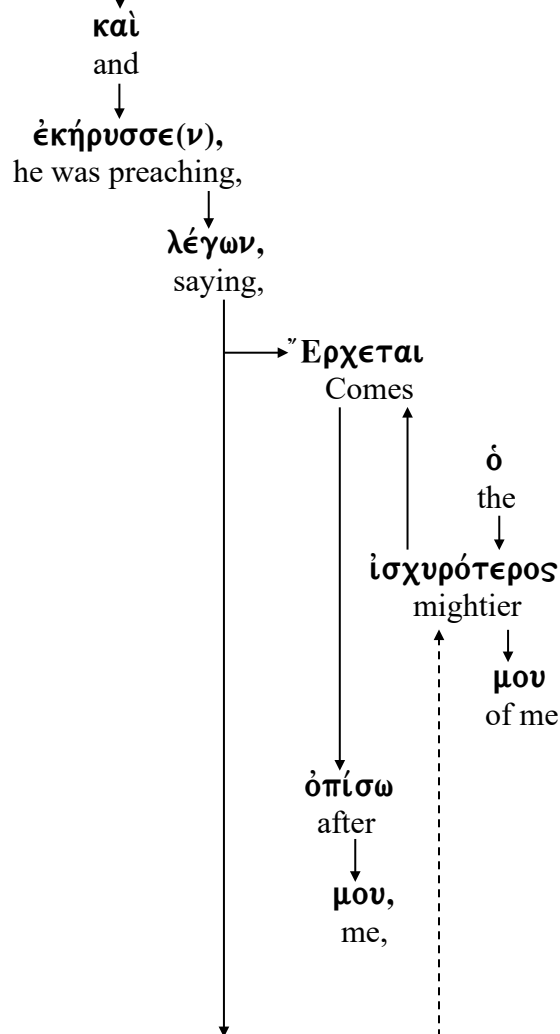 καὶ
and
ἐκήρυσσε(ν),
he was preaching,
λέγων,
saying,
Ἔρχεται
Comes
ὁ
the
ἰσχυρότερος
mightier
μου
of me
ὀπίσω
after
μου,
me,